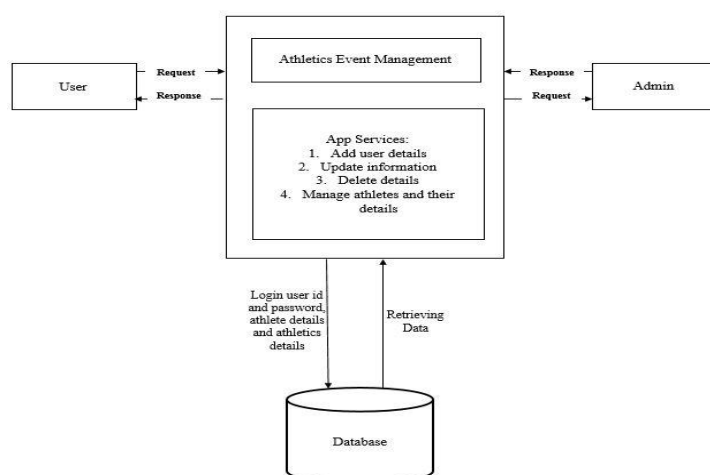 Athletics Event Management
Request
Response
User
Response
Request
Admin
App Services:
1. Add user details
2. Update information
3. Delete details
4. Manage athletes and their
details
Login user id
and password,
athlete details
and athletics
details
Retrieving
Data
Database